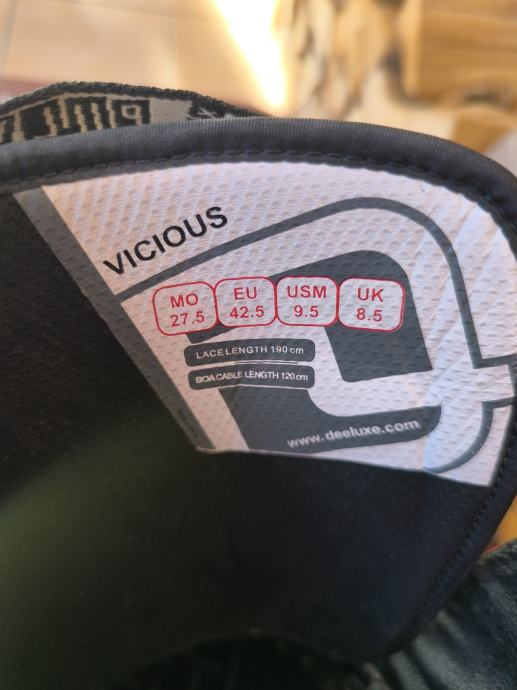 VICIOUS
MO EU USM UK
27.5 42.5 9.5 8.5
LACE LENGTH 190 cm
BOA CABLE LENGTH 120 cm
www.deeluxe.com